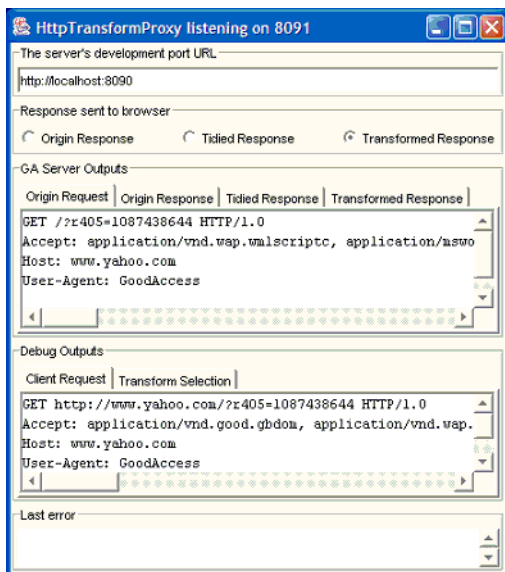 HttpTransformProxy listening on 8091
The server's development port URL
http://localhost:8090
Response sent to browser
Origin Response Tidied Response Transformed Response
GA Server Outputs
Origin Request Origin Response Tidied Response Transformed Response
GET /?r405=1087438644 HTTP/1.0
Accept: application/vnd.wap.wmlscriptc, application/mswo
Host: www.yahoo.com
User-Agent: GoodAccess
Debug Outputs
Client Request Transform Selection
GET http://www.yahoo.com/?r405=1087438644 HTTP/1.0
Accept: application/vnd.good.gbdom, application/vnd.wap.
Host: www.yahoo.com
User-Agent: GoodAccess
Last error